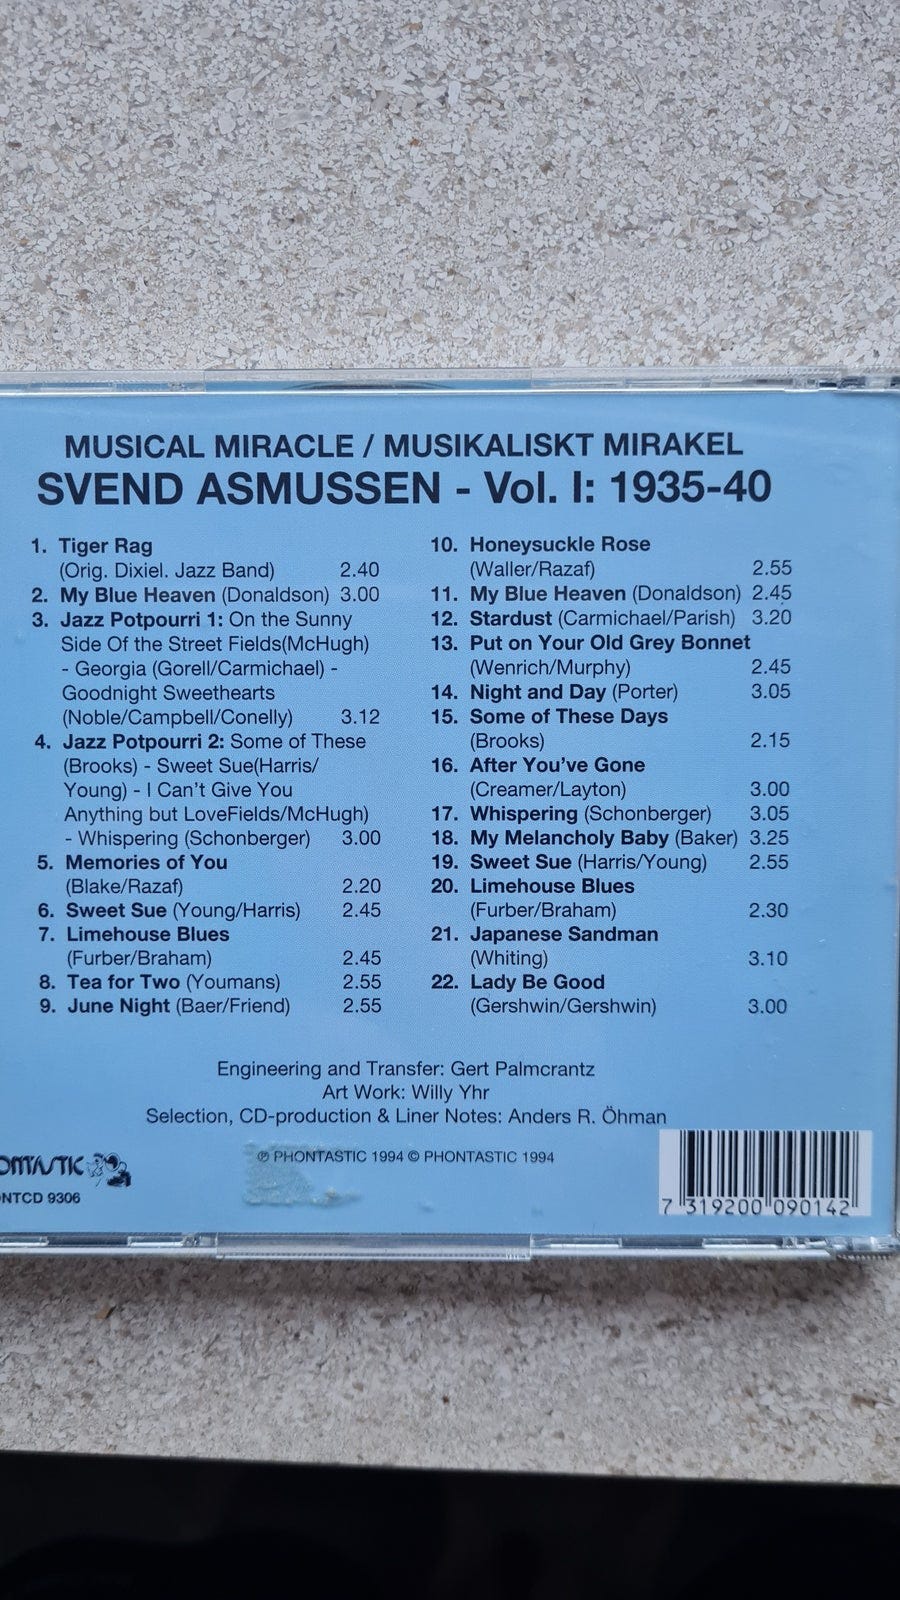 MUSICAL MIRACLE / MUSIKALISKT MIRAKEL
SVEND ASMUSSEN - Vol. I: 1935-40
1. Tiger Rag
(Orig. Dixiel. Jazz Band) 2.40
2. My Blue Heaven (Donaldson) 3.00
3. Jazz Potpourri 1: On the Sunny
Side Of the Street Fields(McHugh)
- Georgia (Gorell/Carmichael) -
Goodnight Sweethearts
(Noble/Campbell/Conelly) 3.12
4. Jazz Potpourri 2: Some of These
(Brooks) - Sweet Sue(Harris/
Young) - I Can't Give You
Anything but LoveFields/McHugh)
- Whispering (Schonberger) 3.00
5. Memories of You
(Blake/Razaf) 2.20
6. Sweet Sue (Young/Harris) 2.45
7. Limehouse Blues
(Furber/Braham) 2.45
8. Tea for Two (Youmans) 2.55
9. June Night (Baer/Friend) 2.55
10. Honeysuckle Rose
(Waller/Razaf) 2.55
11. My Blue Heaven (Donaldson) 2.45
12. Stardust (Carmichael/Parish) 3.20
13. Put on Your Old Grey Bonnet
(Wenrich/Murphy) 2.45
14. Night and Day (Porter) 3.05
15. Some of These Days
(Brooks) 2.15
16. After You've Gone
(Creamer/Layton) 3.00
17. Whispering (Schonberger) 3.05
18. My Melancholy Baby (Baker) 3.25
19. Sweet Sue (Harris/Young) 2.55
20. Limehouse Blues
(Furber/Braham) 2.30
21. Japanese Sandman
(Whiting) 3.10
22. Lady Be Good
(Gershwin/Gershwin) 3.00
Engineering and Transfer: Gert Palmcrantz
Art Work: Willy Yhr
Selection, CD-production & Liner Notes: Anders R. Öhman
℗ PHONTASTIC 1994 © PHONTASTIC 1994
ONTASTIC
NTCD 9306
7 319200 090142